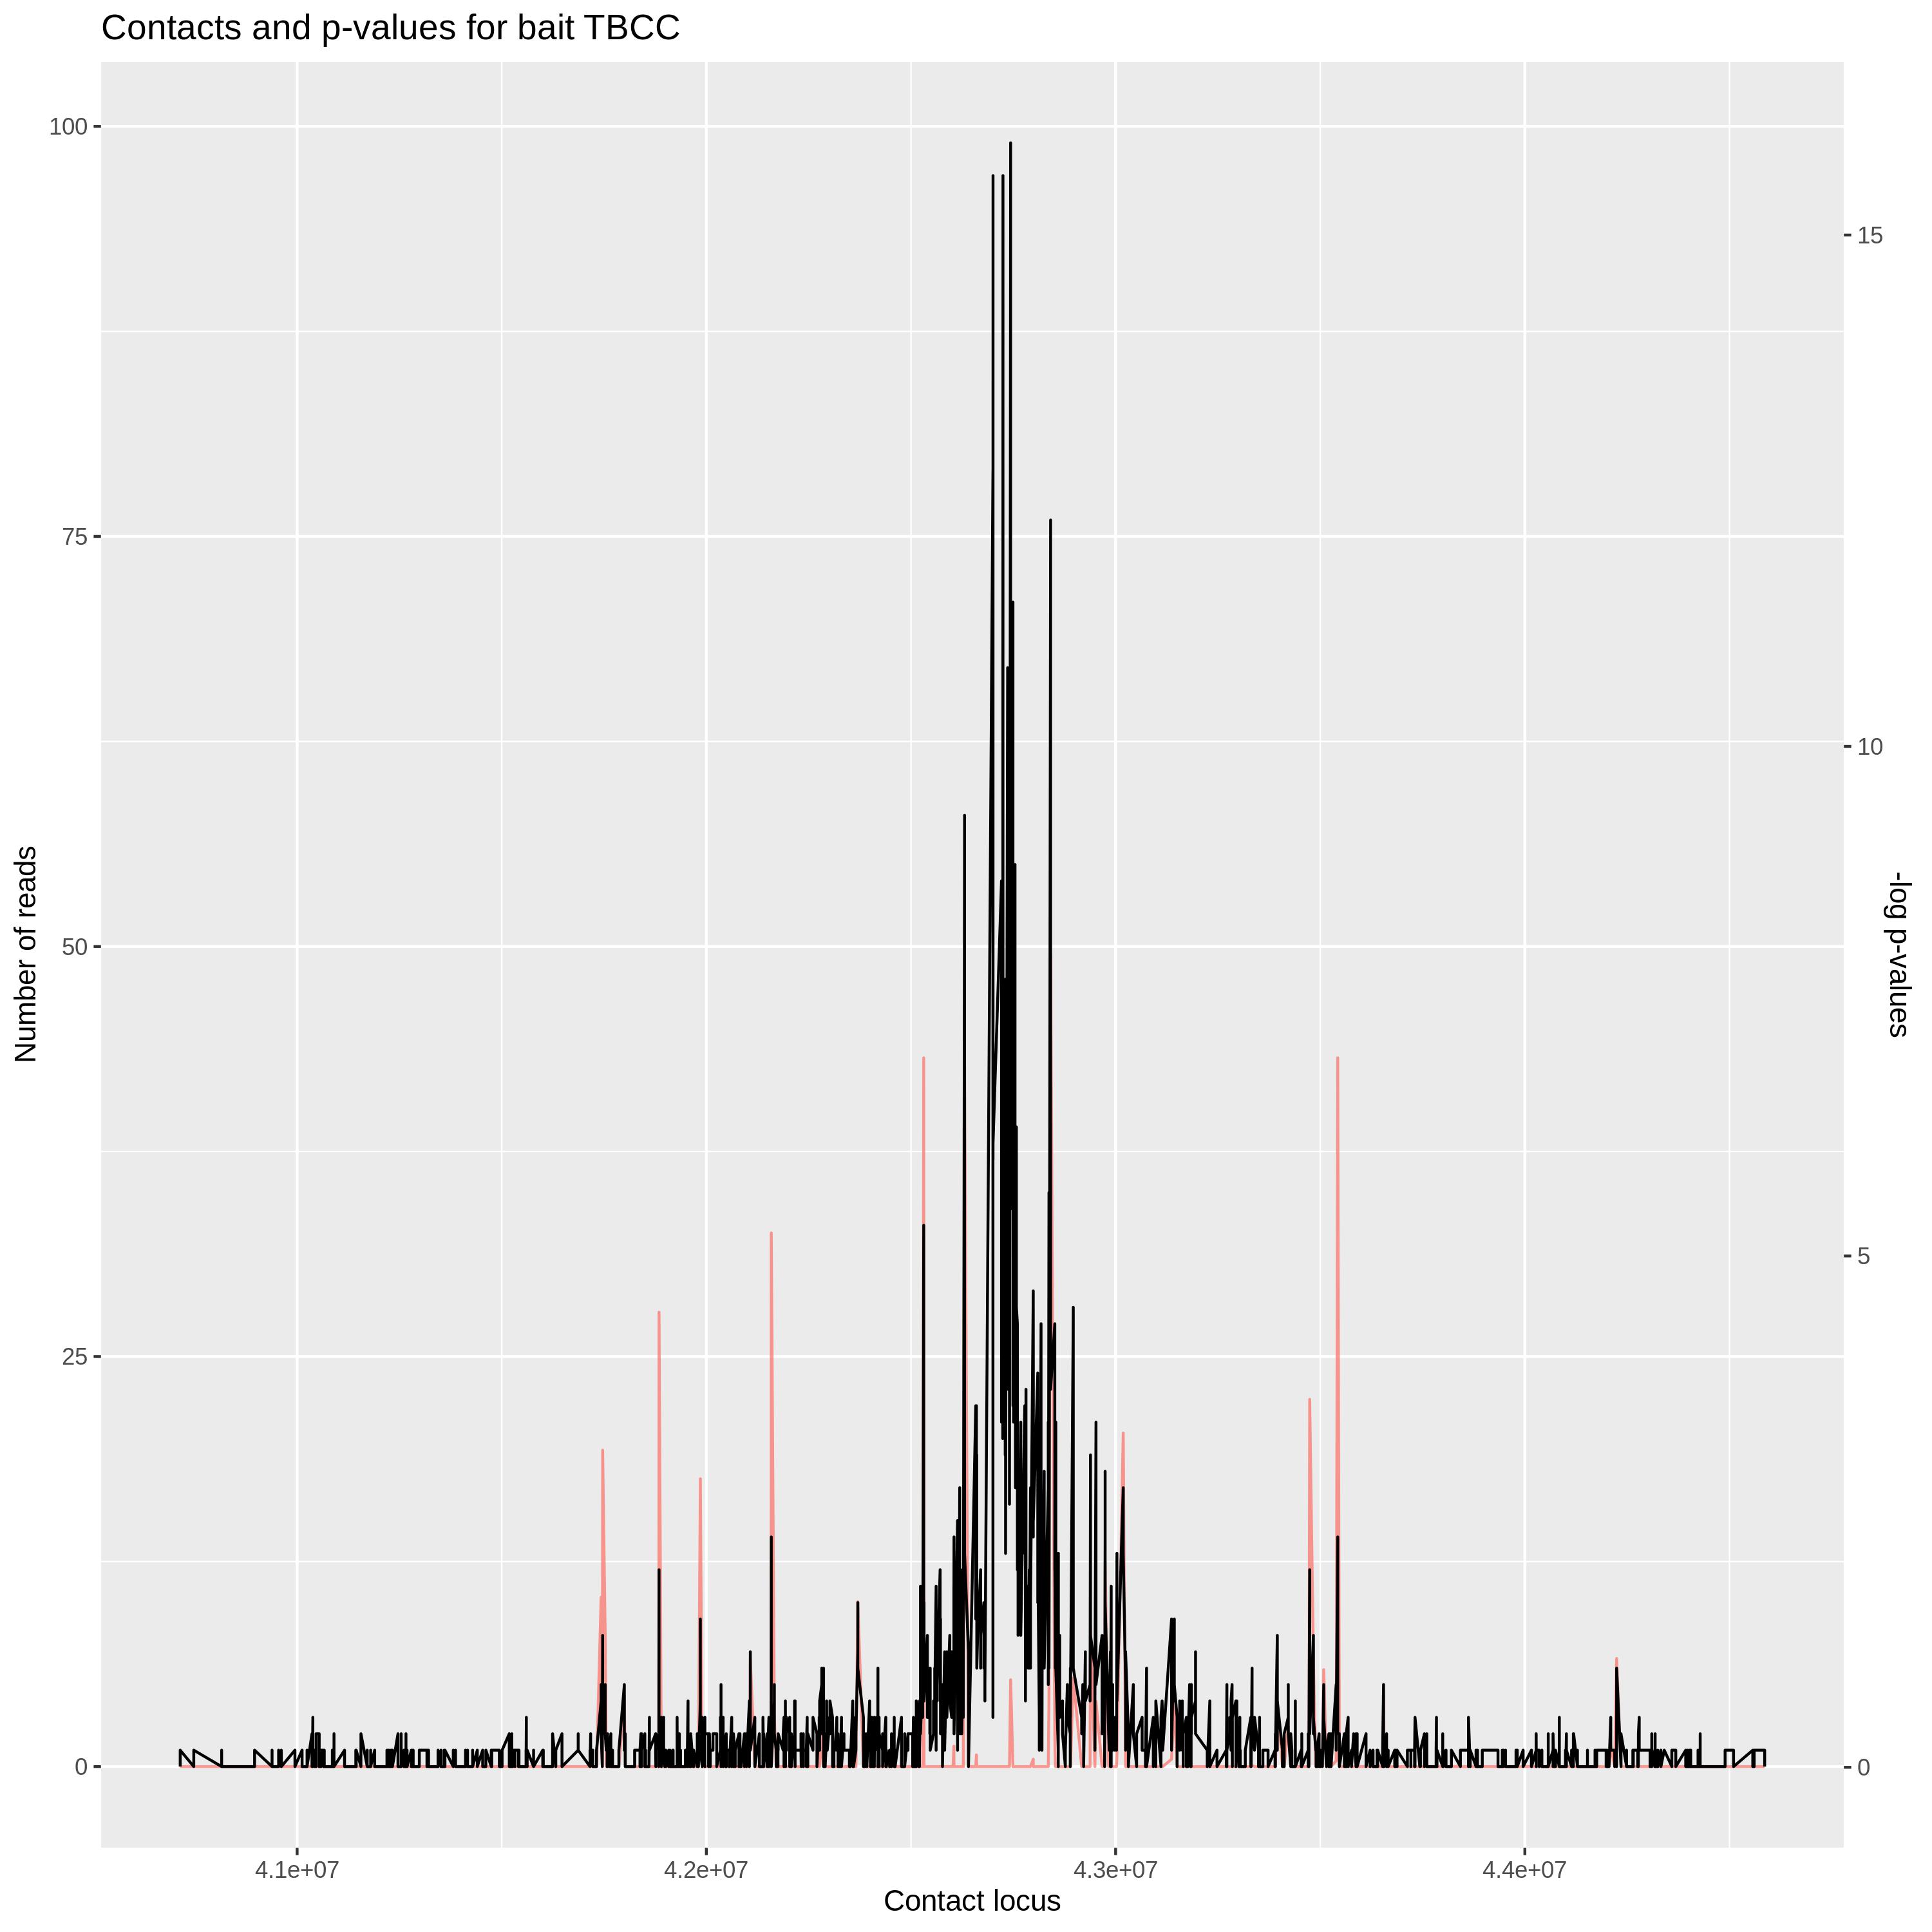 Contacts and p-values for bait TBCC
100
75
50
25
0
Number of reads
15
10
5
0
-log p-values
4.1e+07
4.2e+07
4.3e+07
4.4e+07
Contact locus